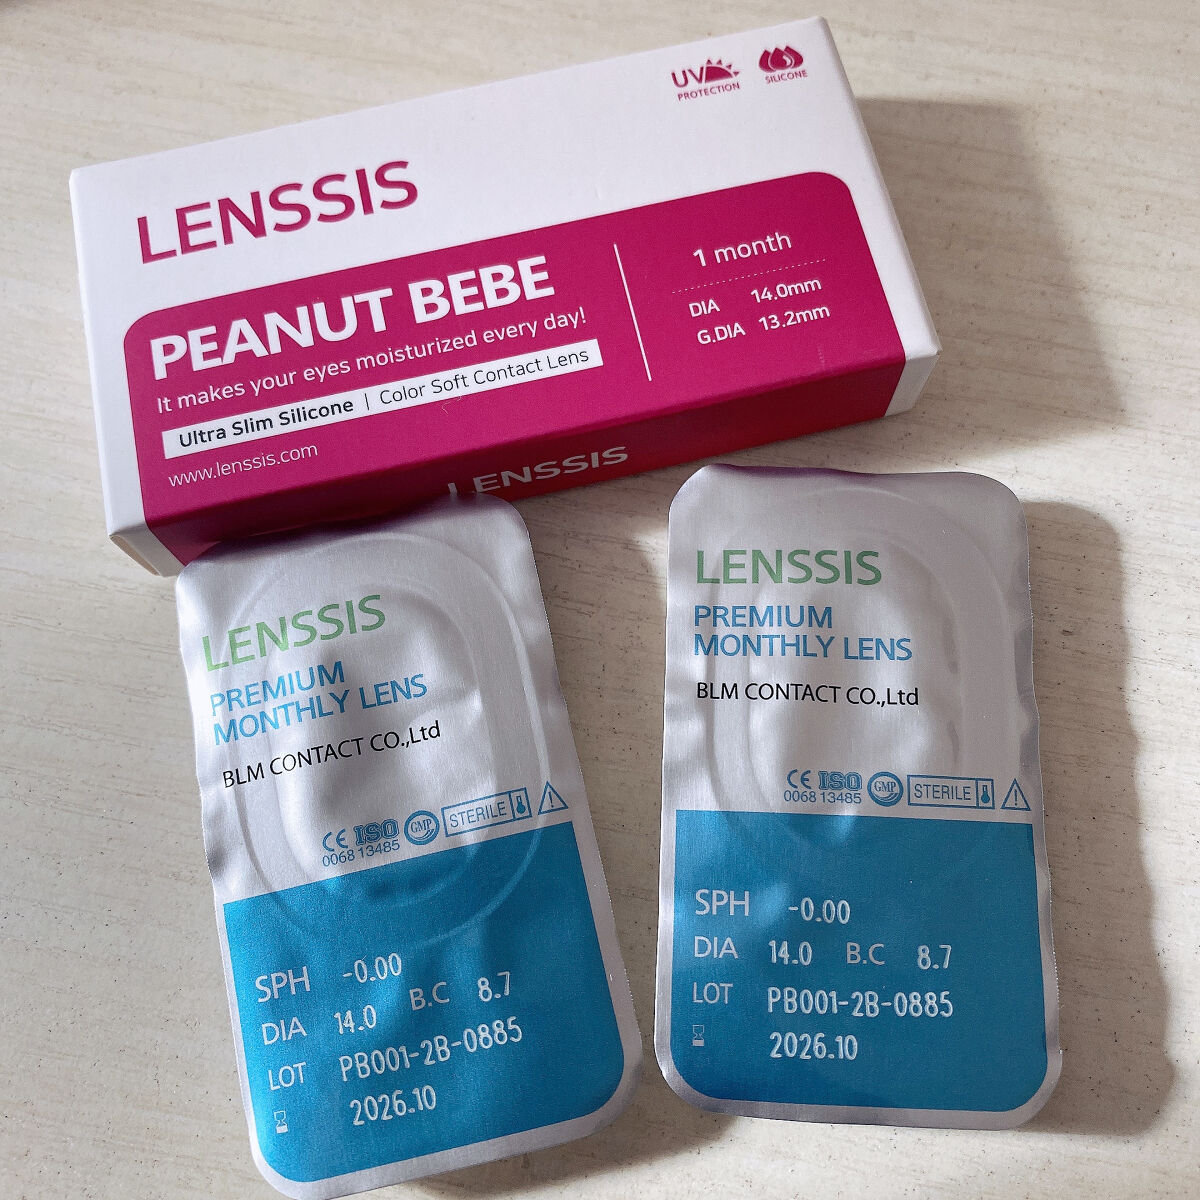 UV
PROTECTION
SILICONE
LENSSIS
PEANUT BEBE
It makes your eyes moisturized every day!
Ultra Slim Silicone | Color Soft Contact Lens
www.lenssis.com
1 month
DIA 14.0mm
G.DIA 13.2mm
LENSSIS
LENSSIS
PREMIUM
MONTHLY LENS
BLM CONTACT CO.,Ltd
CE ISO GMP STERILE
0068 13485
SPH -0.00
DIA 14.0 B.C 8.7
LOT PB001-2B-0885
2026.10
LENSSIS
PREMIUM
MONTHLY LENS
BLM CONTACT CO.,Ltd
CE ISO GMP STERILE
0068 13485
SPH -0.00
DIA 14.0 B.C 8.7
LOT PB001-2B-0885
2026.10